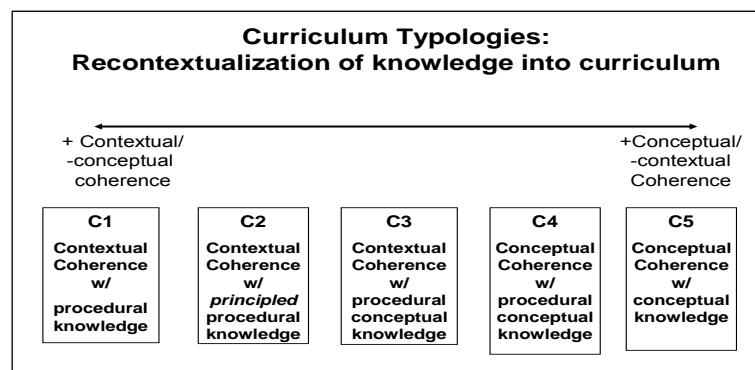 Curriculum Typologies:
Recontextualization of knowledge into curriculum
+ Contextual/
-conceptual
coherence
+Conceptual/
-contextual
Coherence
C1
Contextual
Coherence
w/
procedural
knowledge
C2
Contextual
Coherence
w/
principled
procedural
knowledge
C3
Contextual
Coherence
w/ procedural
conceptual
knowledge
C4
Conceptual
Coherence
w/ procedural
conceptual
knowledge
C5
Conceptual
Coherence
w/
conceptual
knowledge